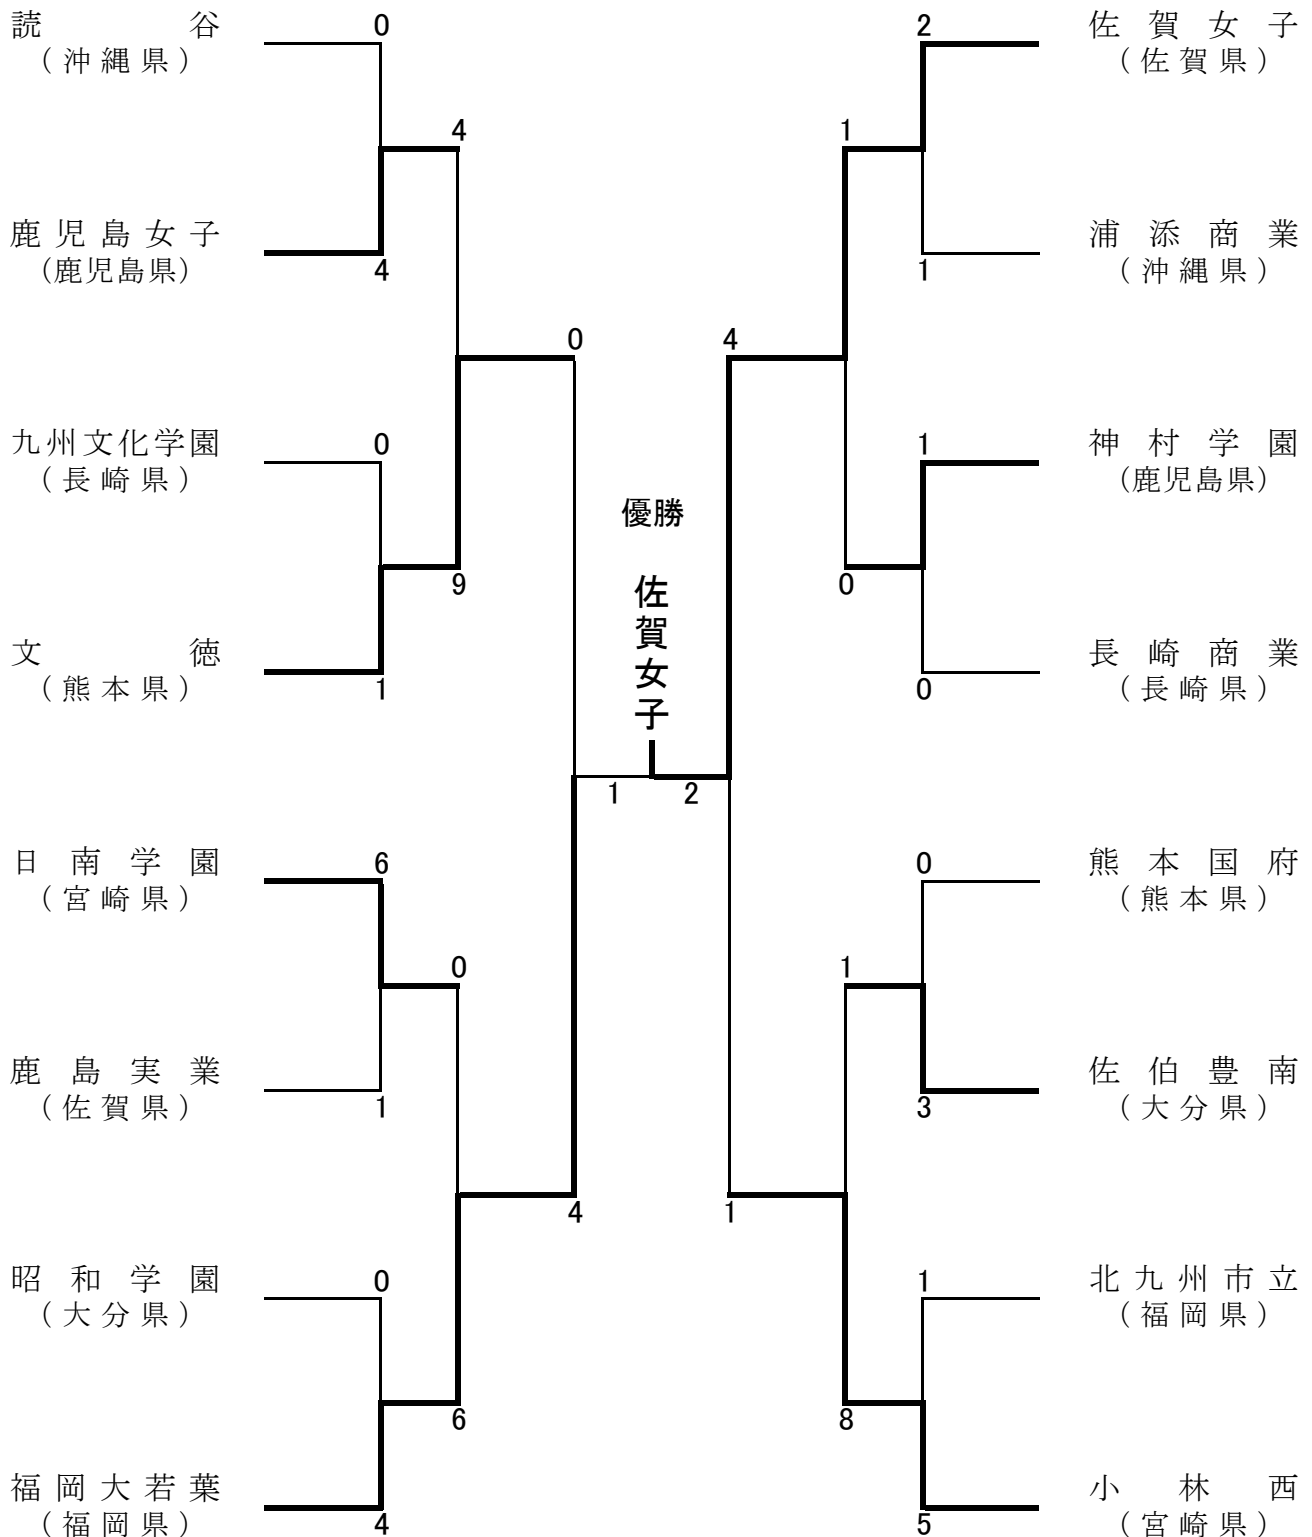 読谷
(沖縄県)
0
4
鹿児島女子
(鹿児島県)
4
0
九州文化学園
(長崎県)
0
9
文徳
(熊本県)
1
日南学園
(宮崎県)
6
0
鹿島実業
(佐賀県)
1
4
昭和学園
(大分県)
0
6
福岡大若葉
(福岡県)
4
優勝
佐賀女子
1
2
佐賀女子
(佐賀県)
2
1
浦添商業
(沖縄県)
1
4
神村学園
(鹿児島県)
1
0
長崎商業
(長崎県)
0
熊本国府
(熊本県)
0
1
佐伯豊南
(大分県)
3
1
北九州市立
(福岡県)
1
8
小林西
(宮崎県)
5